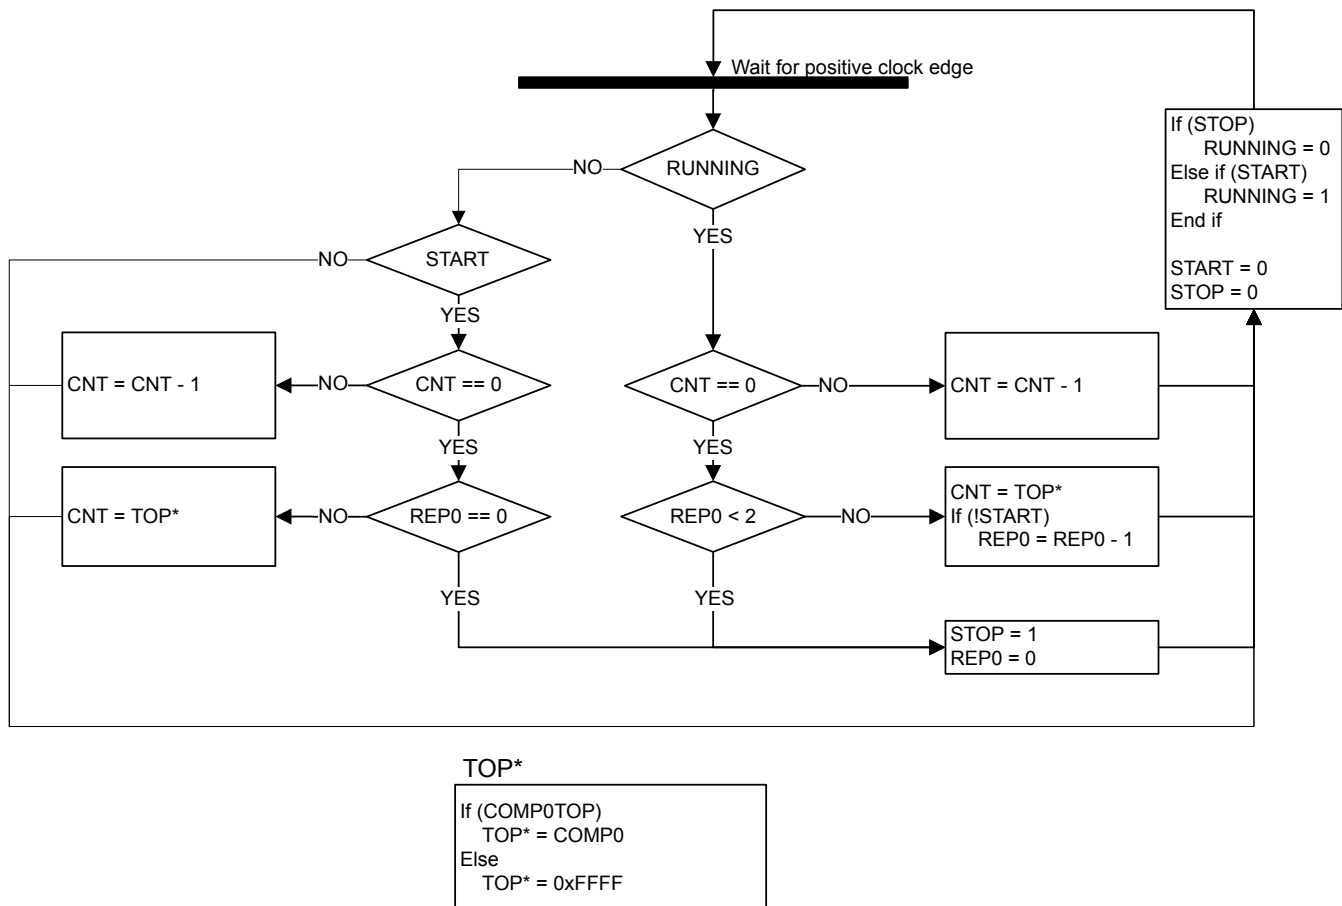 Wait for positive clock edge
If (STOP)
RUNNING = 0
Else if (START)
RUNNING = 1
End if
START = 0
STOP = 0
NO
RUNNING
YES
NO
START
YES
CNT = CNT - 1
NO
CNT == 0
CNT == 0
NO
CNT = CNT - 1
YES
YES
CNT = TOP*
NO
REP0 == 0
REP0 < 2
NO
CNT = TOP*
If (!START)
REP0 = REP0 - 1
YES
YES
STOP = 1
REP0 = 0
TOP*
If (COMP0TOP)
TOP* = COMP0
Else
TOP* = 0xFFFF